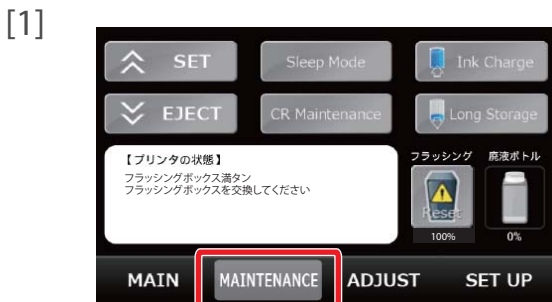 [1]
SET
Sleep Mode
Ink Charge
EJECT
CR Maintenance
Long Storage
【プリンタの状態】
フラッシングボックス満タン
フラッシングボックスを交換してください
フラッシング
廃液ボトル
Reset
100%
0%
MAIN
MAINTENANCE
ADJUST
SET UP